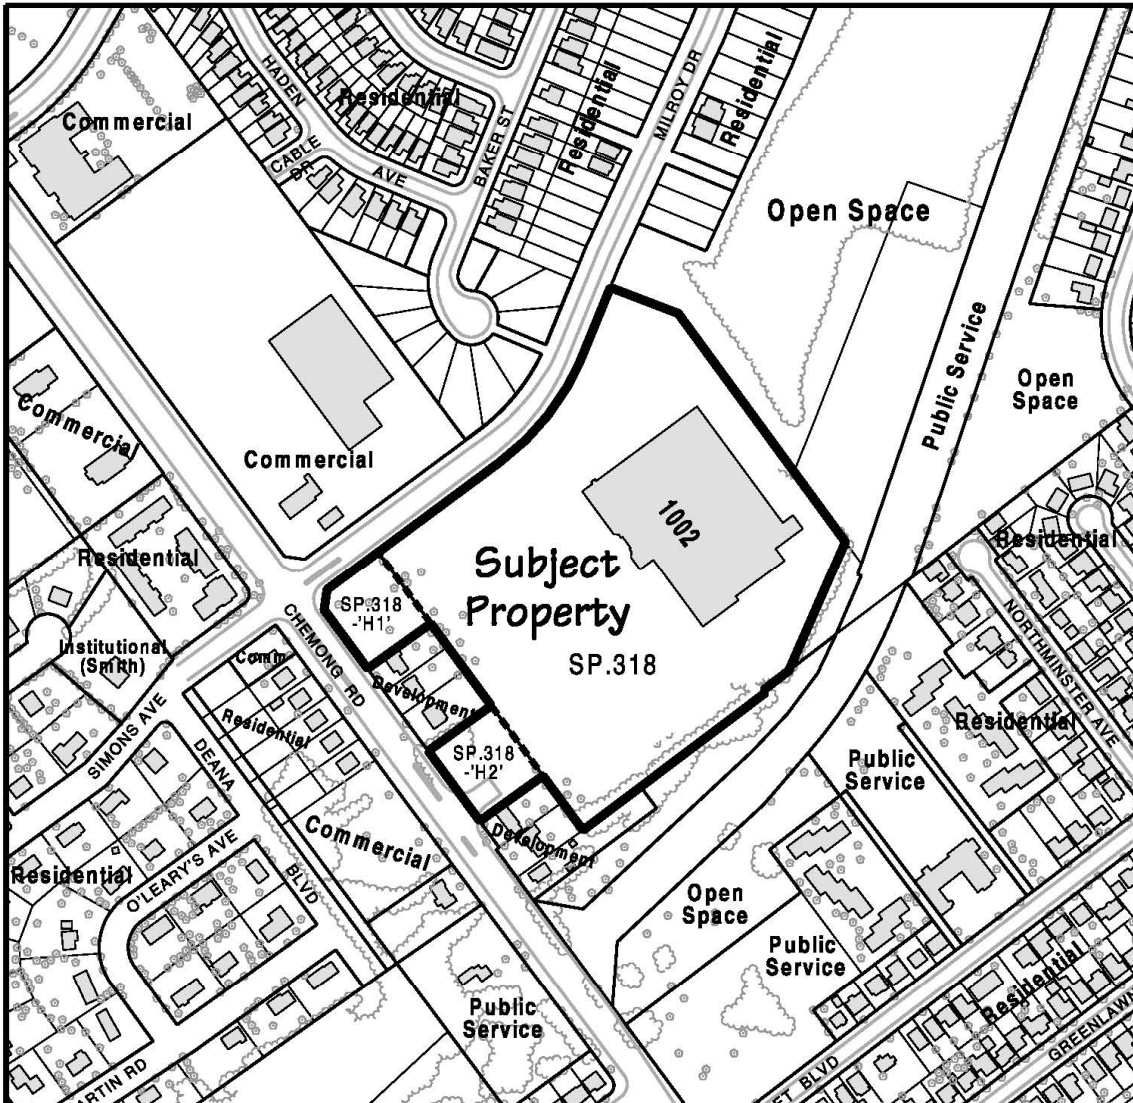 HADEN
AVE
CABLE
DR
Residential
BAKER ST
Residential
MILROY DR
Residential
Commercial
Open Space
Public Service
Open
Space
Commercial
Commercial
1002
Subject
Property
SP.318
SP.318
-'H1'
Development
SP.318
-'H2'
Development
Residential
Institutional
(Smith)
CHEMONG RD
Comm
Residential
SIMONS AVE
DEANA
BLVD
Commercial
O'LEARY'S AVE
Residential
ARTIN RD
Public
Service
Open
Space
Public
Service
Public
Service
Residential
NORTHMINSTER AVE
Residential
Residential
GREENLAWN
ET BLVD